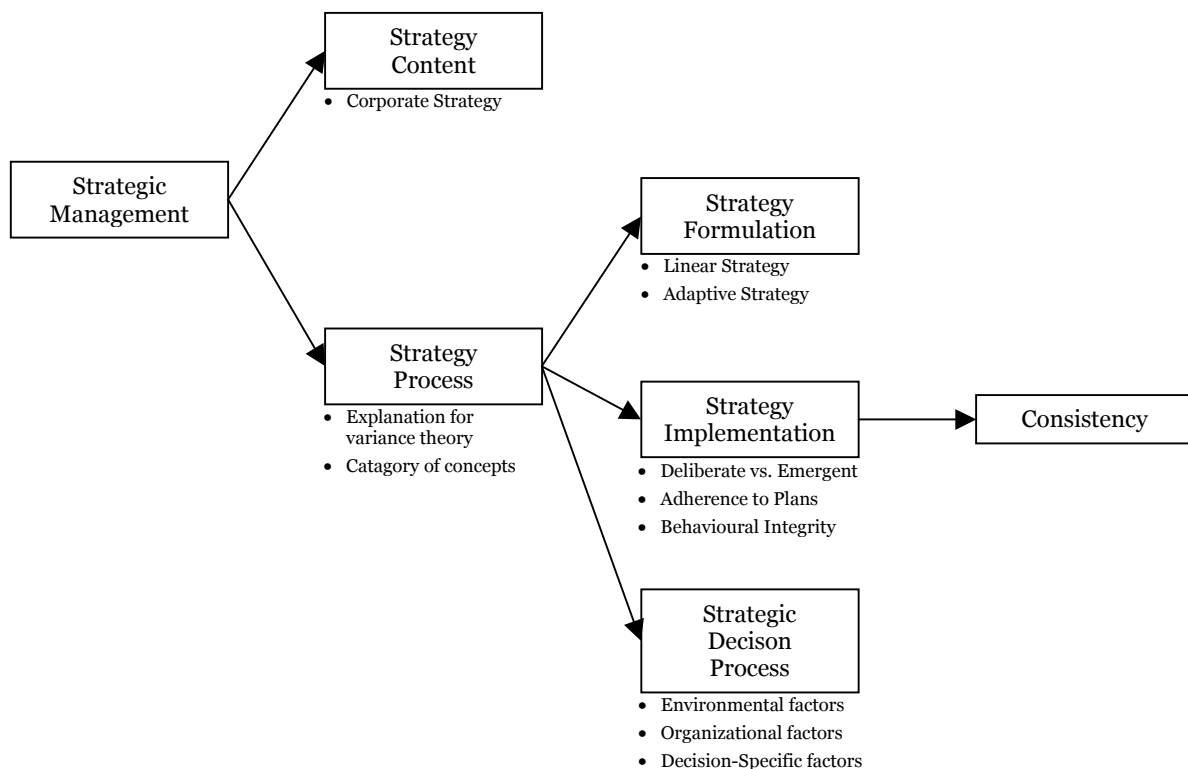 Strategy
Content
• Corporate Strategy
Strategic
Management
Strategy
Formulation
• Linear Strategy
• Adaptive Strategy
Strategy
Process
• Explanation for
variance theory
• Catagory of concepts
Strategy
Implementation
• Deliberate vs. Emergent
• Adherence to Plans
• Behavioural Integrity
Consistency
Strategic
Decison
Process
• Environmental factors
• Organizational factors
• Decision-Specific factors